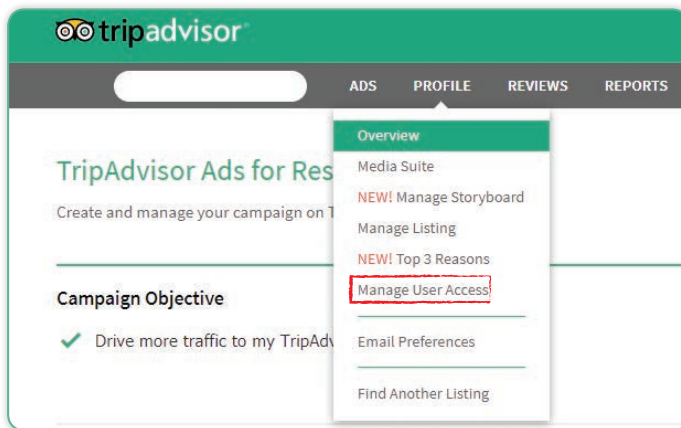 tripadvisor
ADS PROFILE REVIEWS REPORTS
Overview
Media Suite
NEW! Manage Storyboard
Manage Listing
NEW! Top 3 Reasons
Manage User Access
Email Preferences
Find Another Listing
TripAdvisor Ads for Res
Create and manage your campaign on T
Campaign Objective
Drive more traffic to my TripAdv